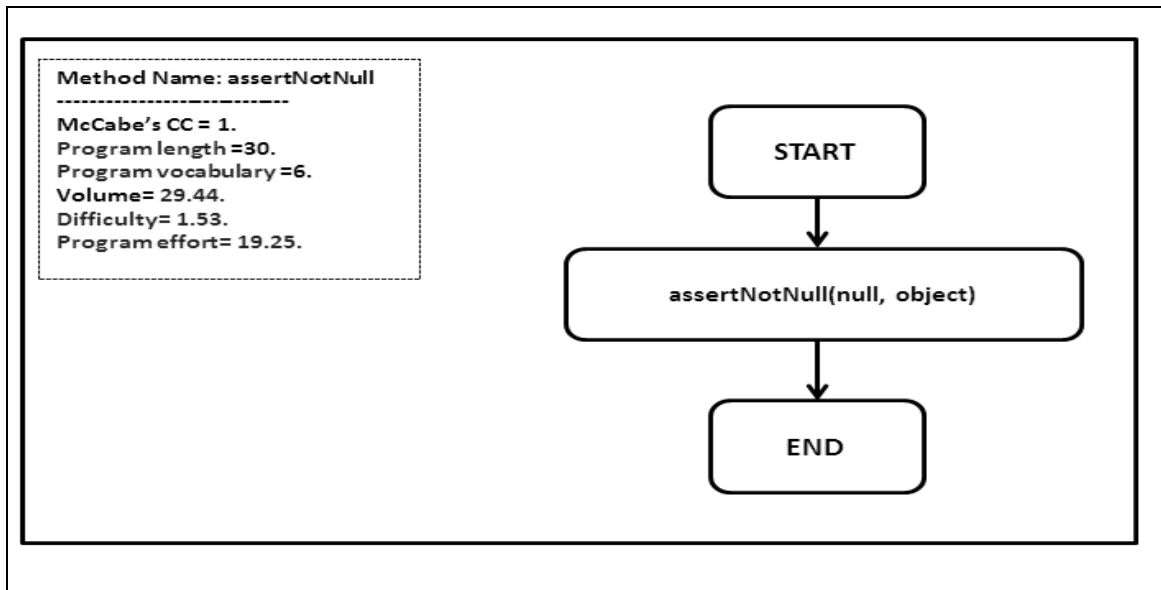 Method Name: assertNotNull
-----------------------------
McCabe's CC = 1.
Program length =30.
Program vocabulary =6.
Volume= 29.44.
Difficulty= 1.53.
Program effort= 19.25.
START
assertNotNull(null, object)
END